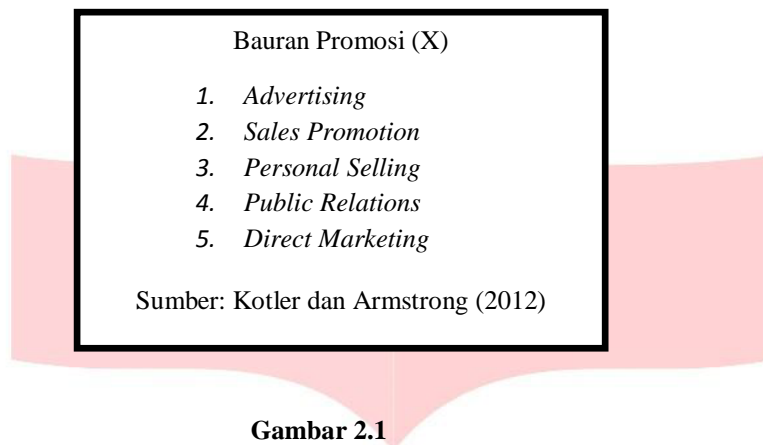 Bauran Promosi (X)
1. Advertising
2. Sales Promotion
3. Personal Selling
4. Public Relations
5. Direct Marketing
Sumber: Kotler dan Armstrong (2012)
Gambar 2.1